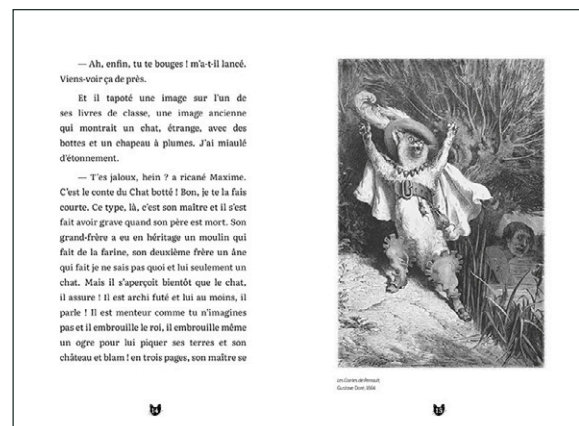 — Ah, enfin, tu te bouges ! m'a-t-il lancé.
Viens-voir ça de près.
Et il tapoté une image sur l'un de
ses livres de classe, une image ancienne
qui montrait un chat, étrange, avec des
bottes et un chapeau à plumes. J'ai miaulé
d'étonnement.
— T'es jaloux, hein ? a ricané Maxime.
C'est le conte du Chat botté ! Bon, je te la fais
courte. Ce type, là, c'est son maître et il s'est
fait avoir grave quand son père est mort. Son
grand-frère a eu en héritage un moulin qui
fait de la farine, son deuxième frère un âne
qui fait je ne sais pas quoi et lui seulement un
chat. Mais il s'aperçoit bientôt que le chat,
il assure ! Il est archi futé et lui au moins, il
parle ! Il est menteur comme tu n'imagines
pas et il embrouille le roi, il embrouille même
un ogre pour lui piquer ses terres et son
château et blam ! en trois pages, son maître se
14
Les Contes de Perrault,
Gustave Doré,
15